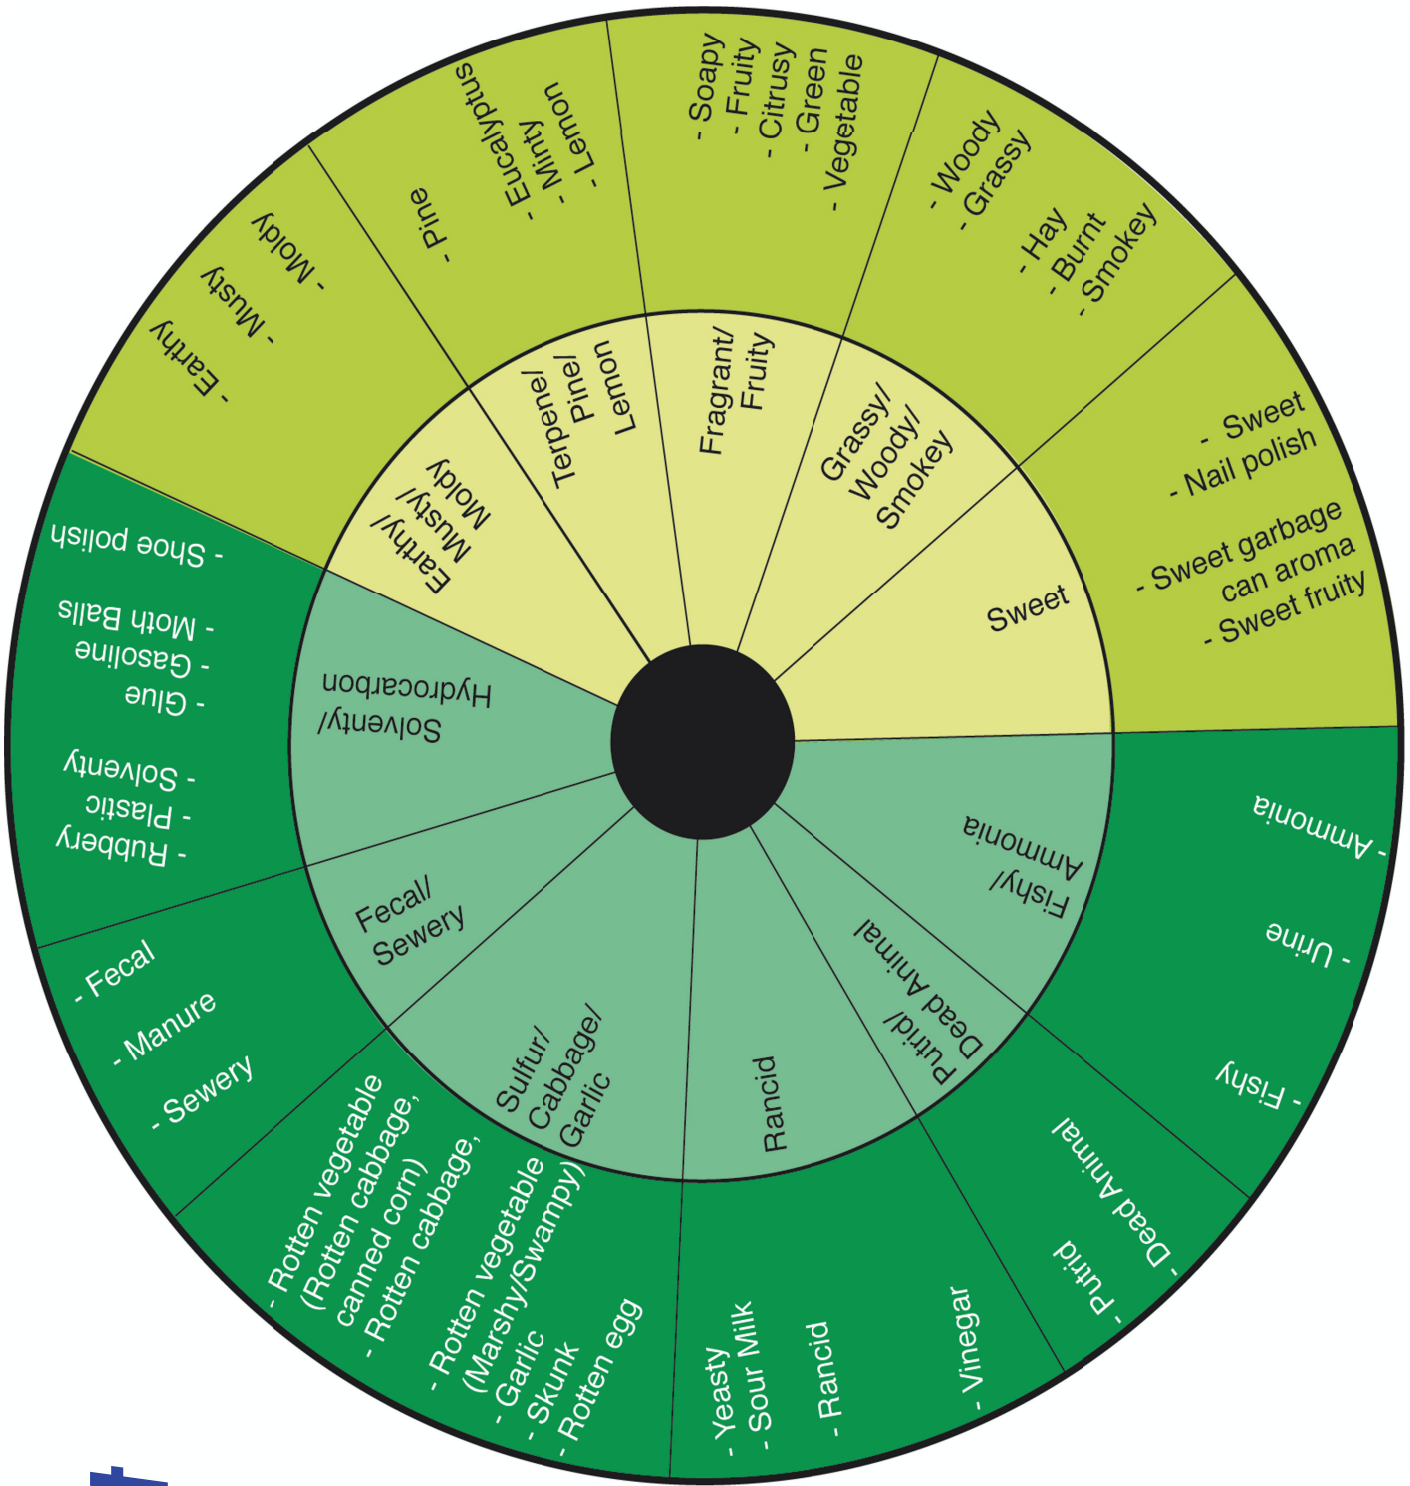 Fragrant/
Fruity
- Soapy
- Fruity
- Citrusy
- Green
- Vegetable
Grassy/
Woody/
Smokey
- Woody
- Grassy
- Hay
- Burnt
- Smokey
Sweet
- Sweet
- Nail polish
- Sweet garbage
can aroma
- Sweet fruity
Fishy/
Ammonia
- Ammonia
- Urine
- Fishy
Putrid/
Dead Animal
- Dead Animal
- Putrid
Rancid
- Yeasty
- Sour Milk
- Rancid
- Vinegar
Sulfur/
Cabbage/
Garlic
- Rotten vegetable
(Rotten cabbage,
canned corn)
- Rotten cabbage,
- Rotten vegetable
(Marshy/Swampy)
- Garlic
- Skunk
- Rotten egg
Fecal/
Sewery
- Fecal
- Manure
- Sewery
Solventy/
Hydrocarbon
- Shoe polish
- Moth Balls
- Gasoline
- Glue
- Solventy
- Plastic
- Rubbery
Earthy/
Musty/
Moldy
- Earthy
- Musty
- Moldy
Terpene/
Pine/
Lemon
- Pine
- Eucalyptus
- Minty
- Lemon